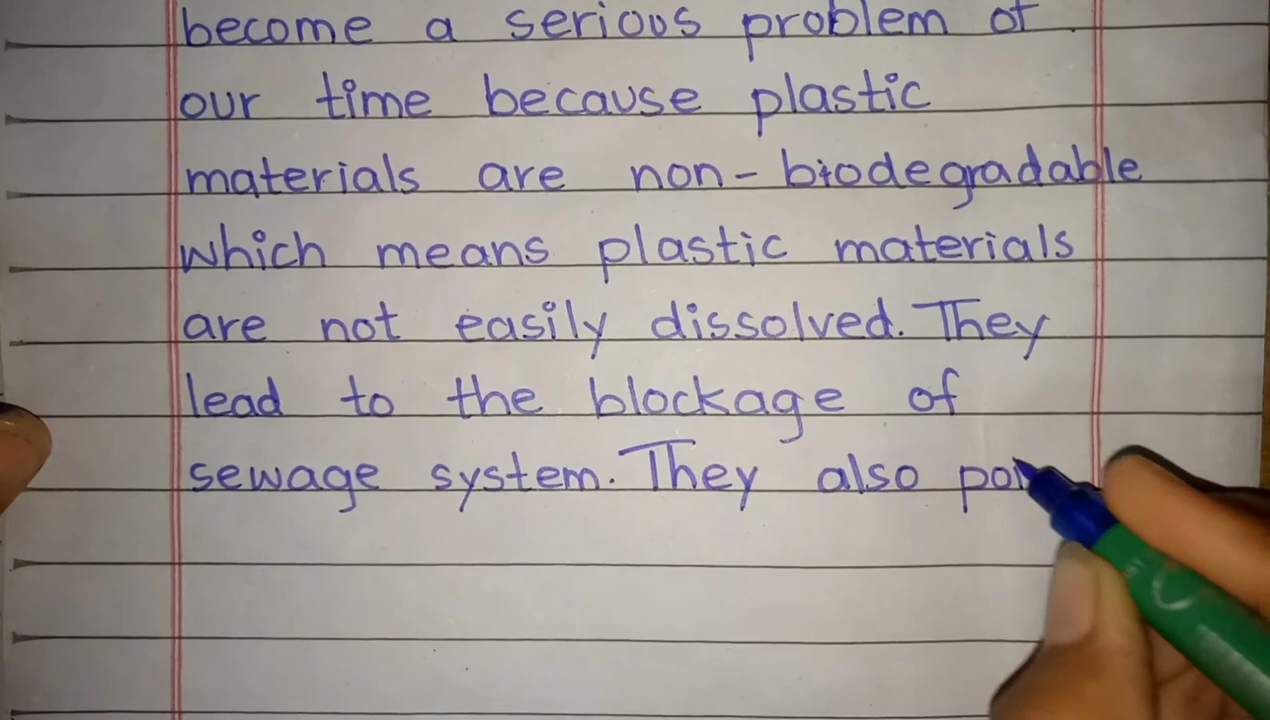 become a serious problem of
our time because plastic
materials are non-biodegradable
which means plastic materials
are not easily dissolved. They
lead to the blockage of
sewage system. They also